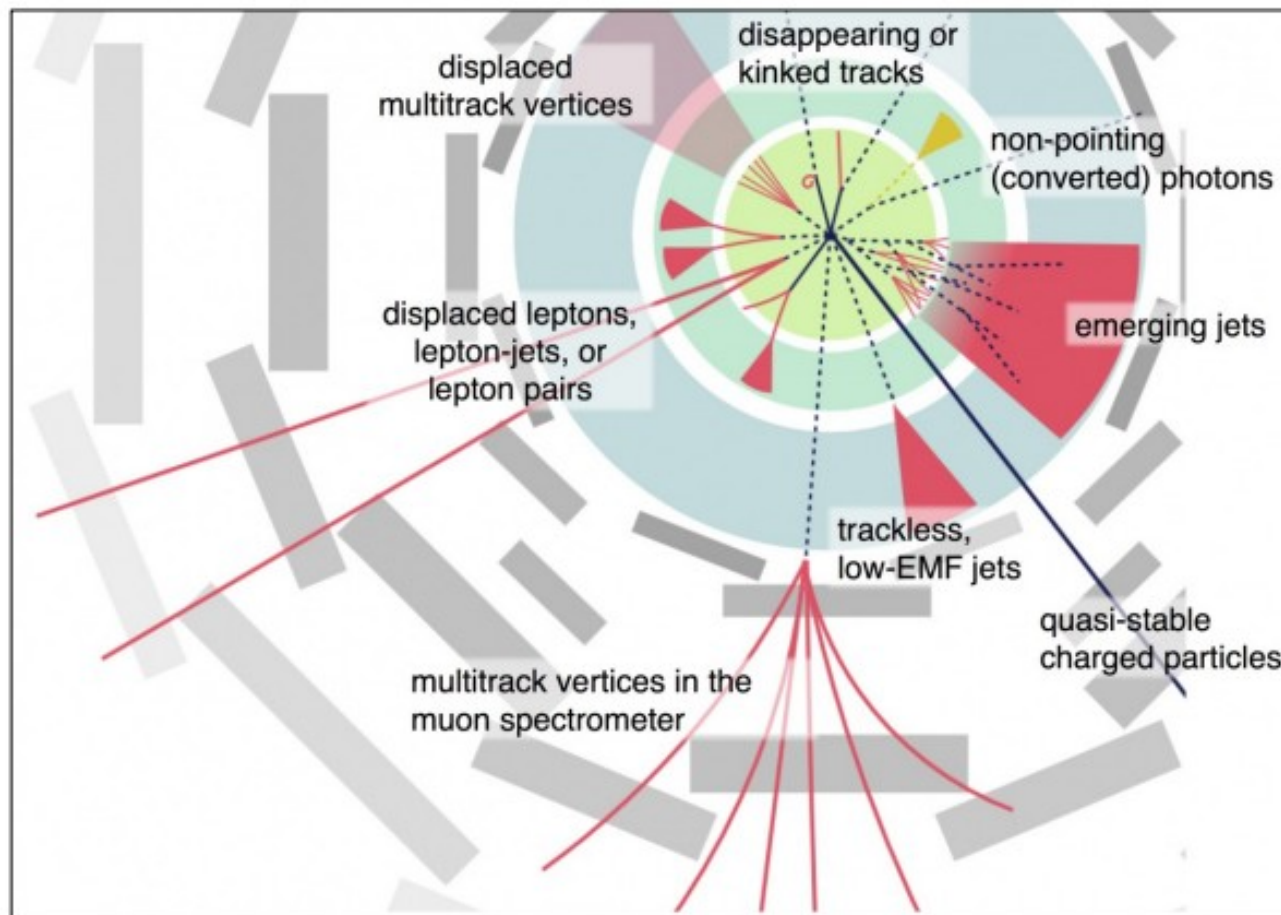 disappearing or
kinked tracks
displaced
multitrack vertices
non-pointing
(converted) photons
displaced leptons,
lepton-jets, or
lepton pairs
emerging jets
trackless,
low-EMF jets
quasi-stable
charged particles
multitrack vertices in the
muon spectrometer